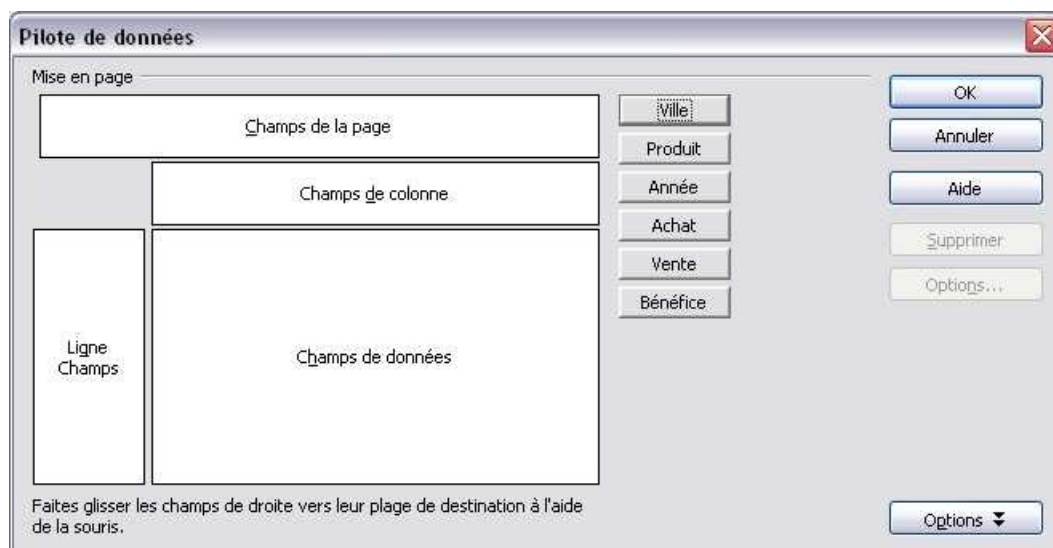 Pilote de données
Mise en page
Champs de la page
Champs de colonne
Ligne
Champs
Champs de données
Ville
Produit
Année
Achat
Vente
Bénéfice
OK
Annuler
Aide
Supprimer
Options...
Faites glisser les champs de droite vers leur plage de destination à l'aide
de la souris.
Options